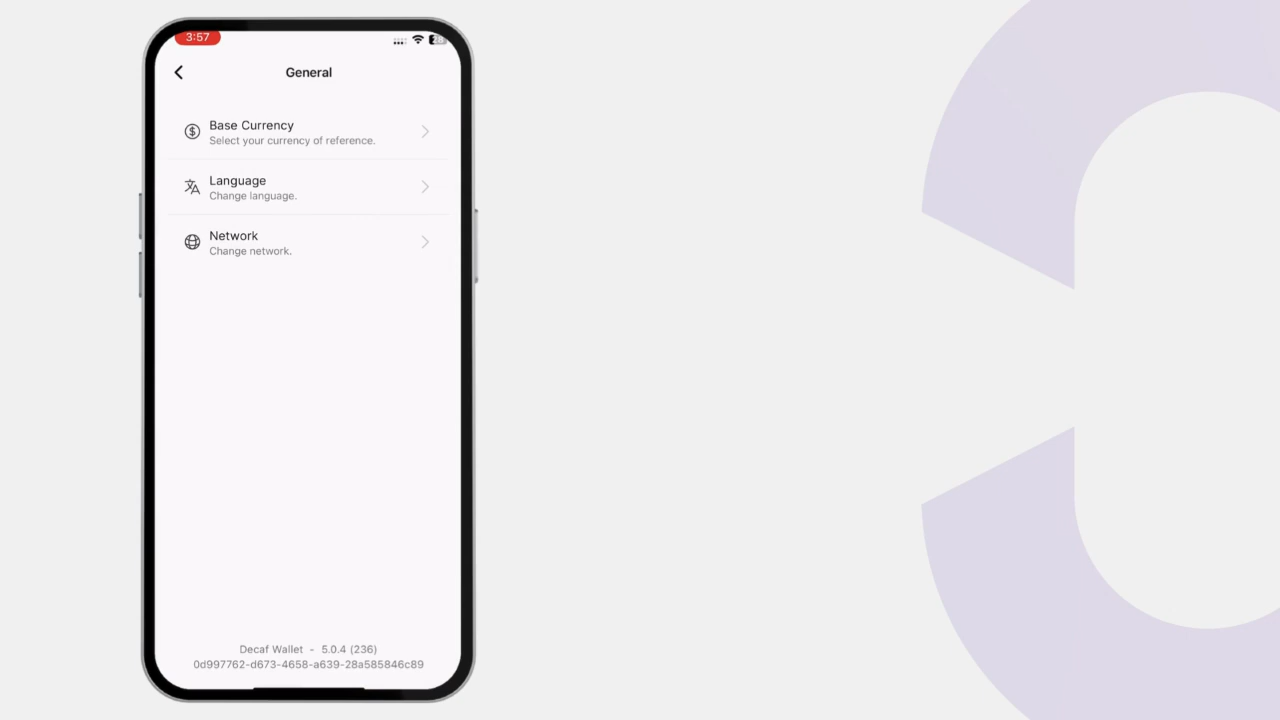 3:57
28
General
Base Currency
Select your currency of reference.
Language
Change language.
Network
Change network.
Decaf Wallet - 5.0.4 (236)
0d997762-d673-4658-a639-28a585846c89